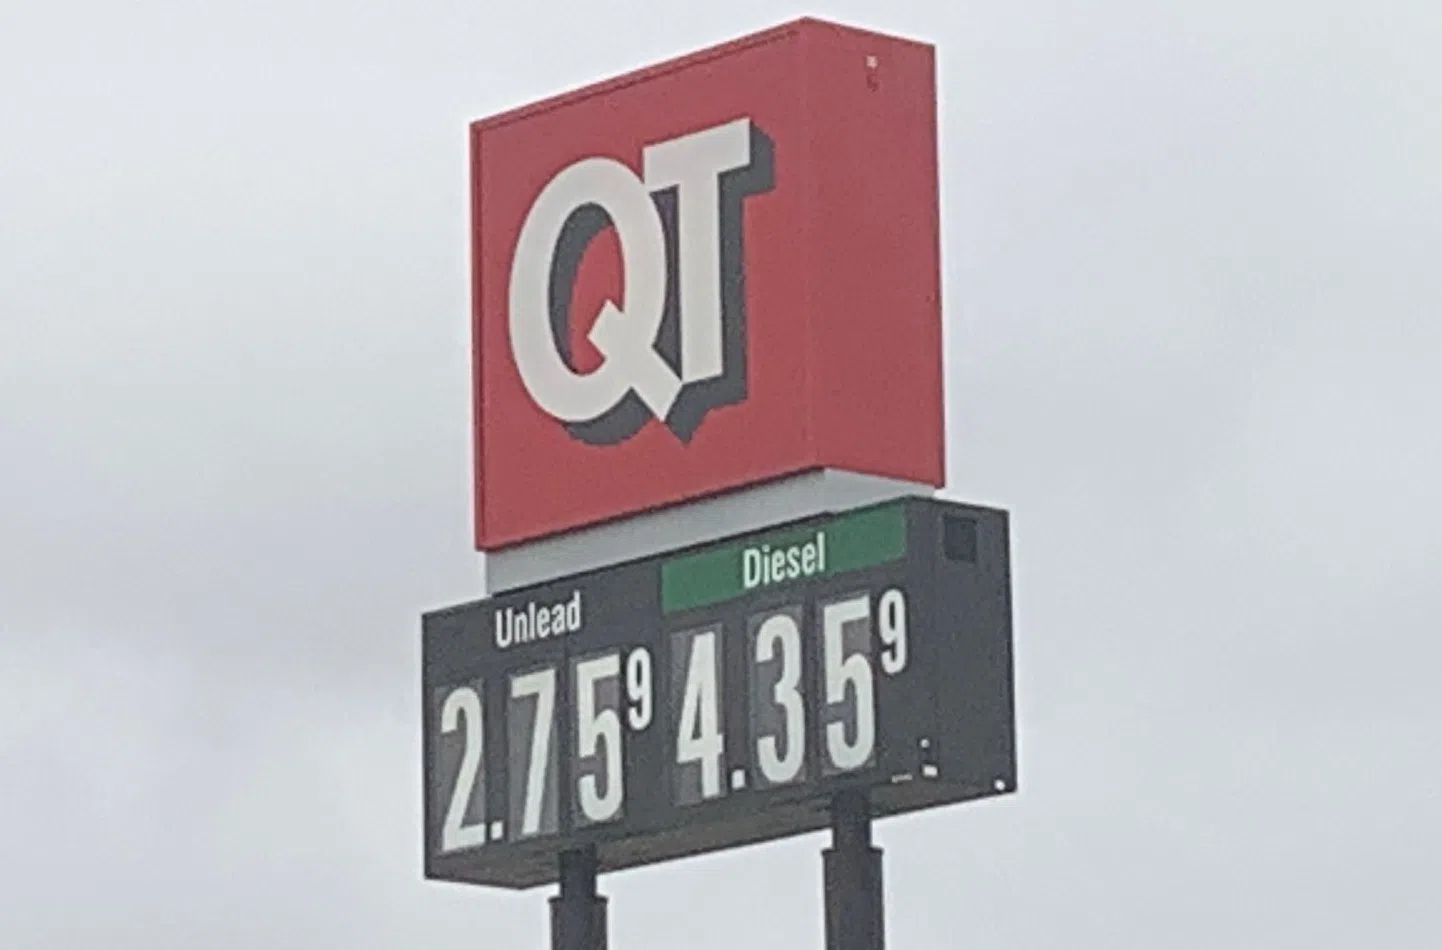 QT
Diesel
Unlead
2.759 4.359